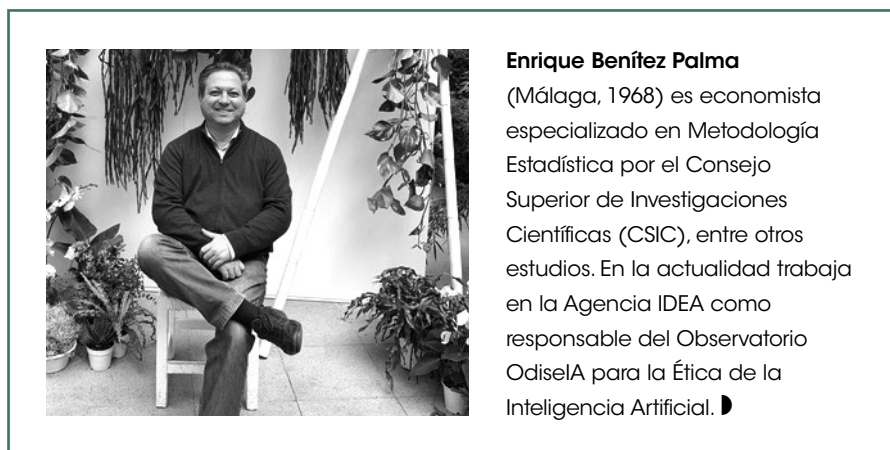 Enrique Benítez Palma
(Málaga, 1968) es economista
especializado en Metodología
Estadística por el Consejo
Superior de Investigaciones
Científicas (CSIC), entre otros
estudios. En la actualidad trabaja
en la Agencia IDEA como
responsable del Observatorio
OdiseIA para la Ética de la
Inteligencia Artificial.